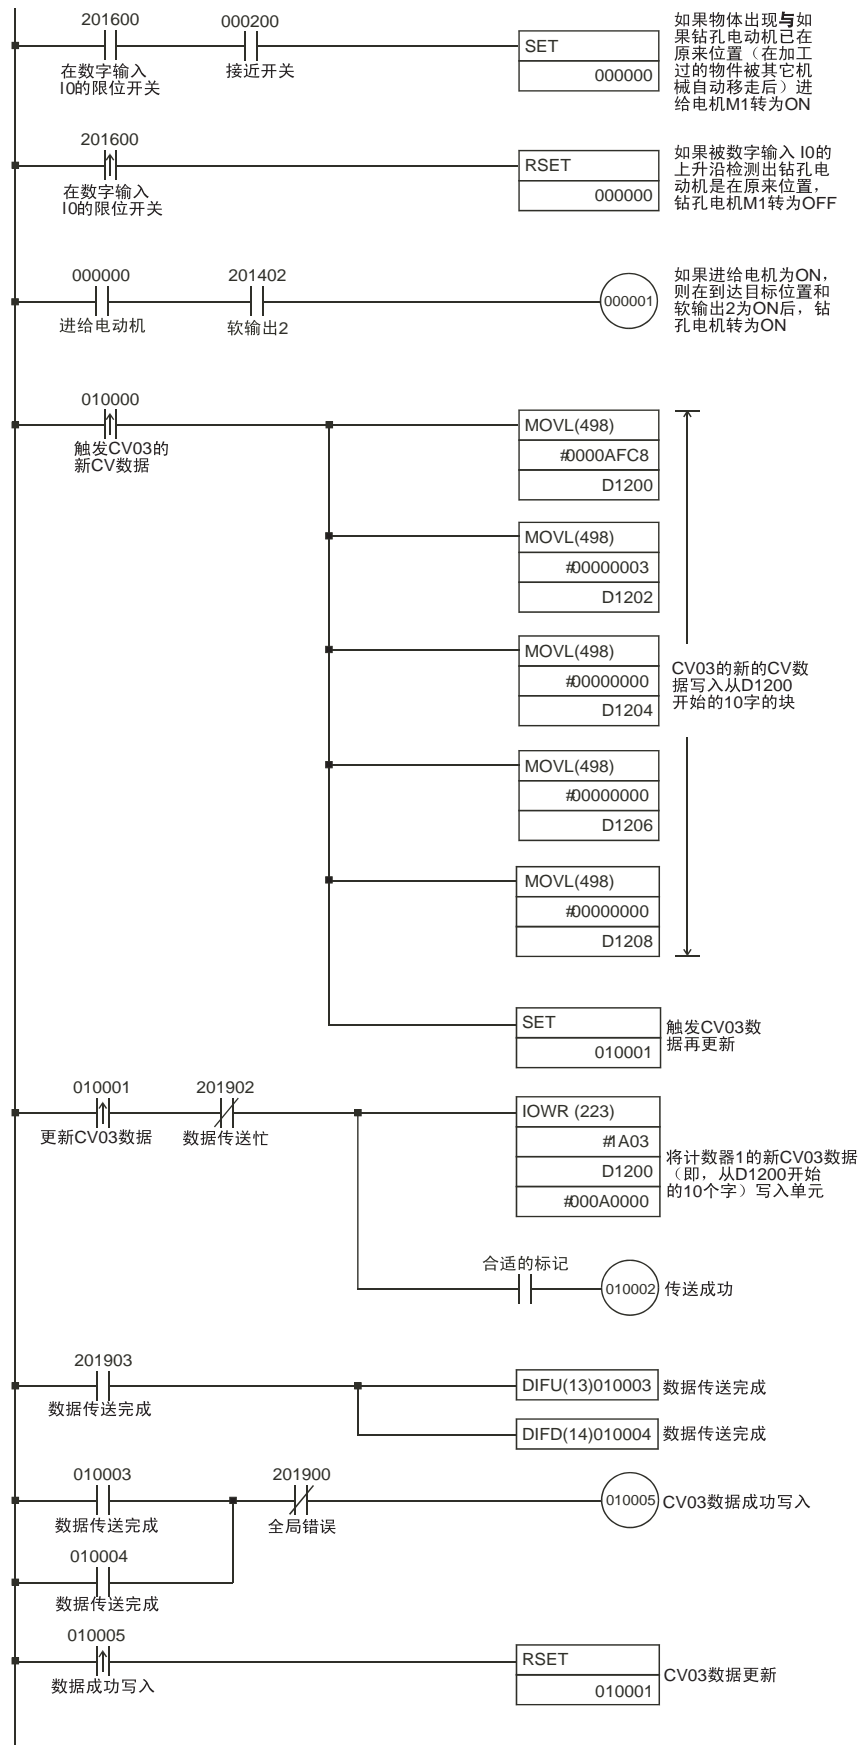 201600
000200
在数字输入
I0的限位开关
接近开关
SET
000000
如果物体出现与如
果钻孔电动机已在
原来位置（在加工
过的物件被其它机
械自动移走后）进
给电机M1转为ON
201600
在数字输入
I0的限位开关
RSET
000000
如果被数字输入 I0的
上升沿检测出钻孔电
动机是在原来位置，
钻孔电机M1转为OFF
000000
201402
进给电动机
软输出2
000001
如果进给电机为ON，
则在到达目标位置和
软输出2为ON后，钻
孔电机转为ON
010000
触发CV03的
新CV数据
MOVL(498)
#0000AFC8
D1200
MOVL(498)
#00000003
D1202
MOVL(498)
#00000000
D1204
CV03的新的CV数
据写入从D1200
开始的10字的块
MOVL(498)
#00000000
D1206
MOVL(498)
#00000000
D1208
SET
010001
触发CV03数
据再更新
010001
201902
更新CV03数据
数据传送忙
IOWR (223)
#1A03
D1200
#000A0000
将计数器1的新CV03数据
（即，从D1200开始
的10个字）写入单元
合适的标记
010002
传送成功
201903
数据传送完成
DIFU(13)010003
数据传送完成
DIFD(14)010004
数据传送完成
010003
201900
数据传送完成
全局错误
010005
CV03数据成功写入
010004
数据传送完成
010005
数据成功写入
RSET
010001
CV03数据更新